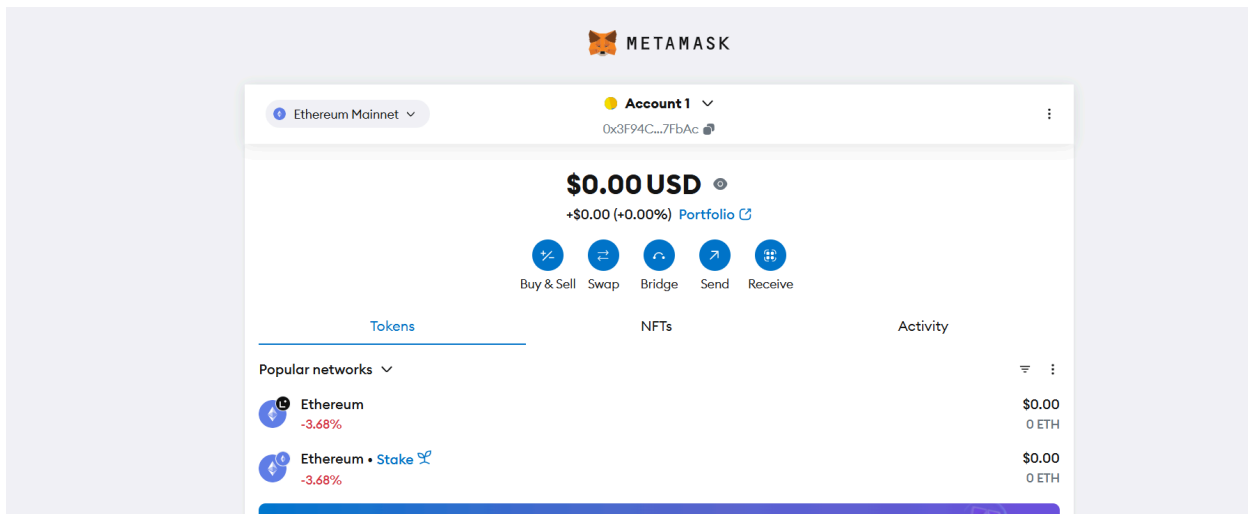 METAMASK
Ethereum Mainnet
Account 1
0x3F94C...7FbAc
$0.00 USD
+$0.00 (+0.00%) Portfolio
Buy & Sell Swap Bridge Send Receive
Tokens NFTs Activity
Popular networks
Ethereum $0.00
-3.68% 0 ETH
Ethereum • Stake $0.00
-3.68% 0 ETH